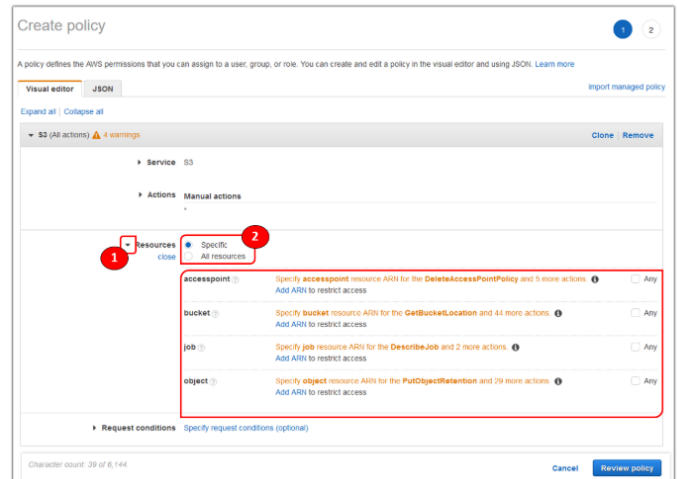 Create policy
1 2
A policy defines the AWS permissions that you can assign to a user, group, or role. You can create and edit a policy in the visual editor and using JSON. Learn more
Visual editor JSON Import managed policy
Expand all | Collapse all
S3 (All actions) 4 warnings Clone | Remove
Service S3
Actions Manual actions
*
Resources Specific 2
1 close All resources
accesspoint Specify accesspoint resource ARN for the DeleteAccessPointPolicy and 5 more actions. Any
Add ARN to restrict access
bucket Specify bucket resource ARN for the GetBucketLocation and 44 more actions. Any
Add ARN to restrict access
job Specify job resource ARN for the DescribeJob and 2 more actions. Any
Add ARN to restrict access
object Specify object resource ARN for the PutObjectRetention and 29 more actions. Any
Add ARN to restrict access
Request conditions Specify request conditions (optional)
Character count: 39 of 6,144. Cancel Review policy